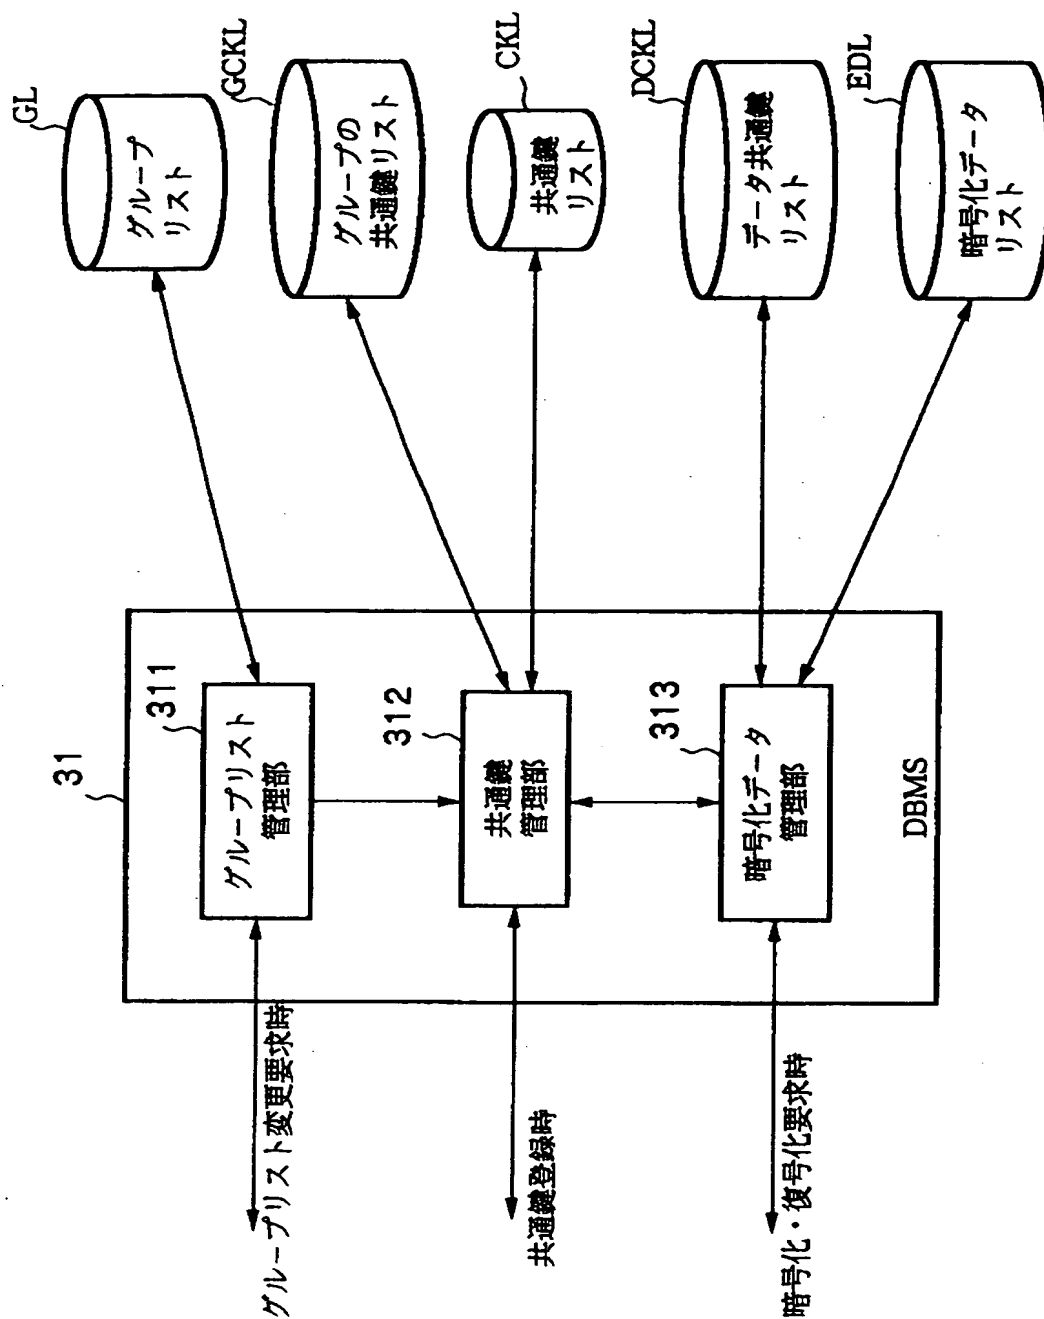 GL
グループ
リスト
GCKL
グループの
共通鍵リスト
CKL
共通鍵
リスト
DCKL
データ共通鍵
リスト
EDL
暗号化データ
リスト
31
311
グループリスト
管理部
312
共通鍵
管理部
313
暗号化データ
管理部
DBMS
グループリスト変更要求時
共通鍵登録時
暗号化・復号化要求時